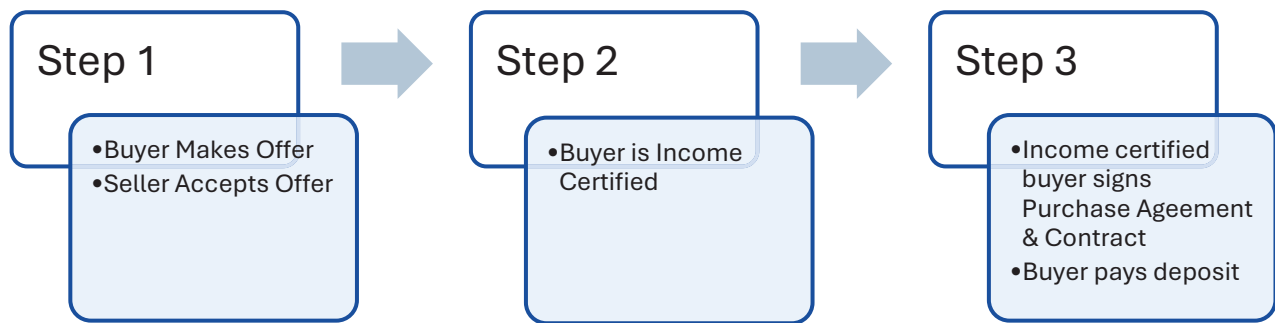 Step 1
•Buyer Makes Offer
•Seller Accepts Offer
Step 2
•Buyer is Income
Certified
Step 3
•Income certified
buyer signs
Purchase Ageement
& Contract
•Buyer pays deposit